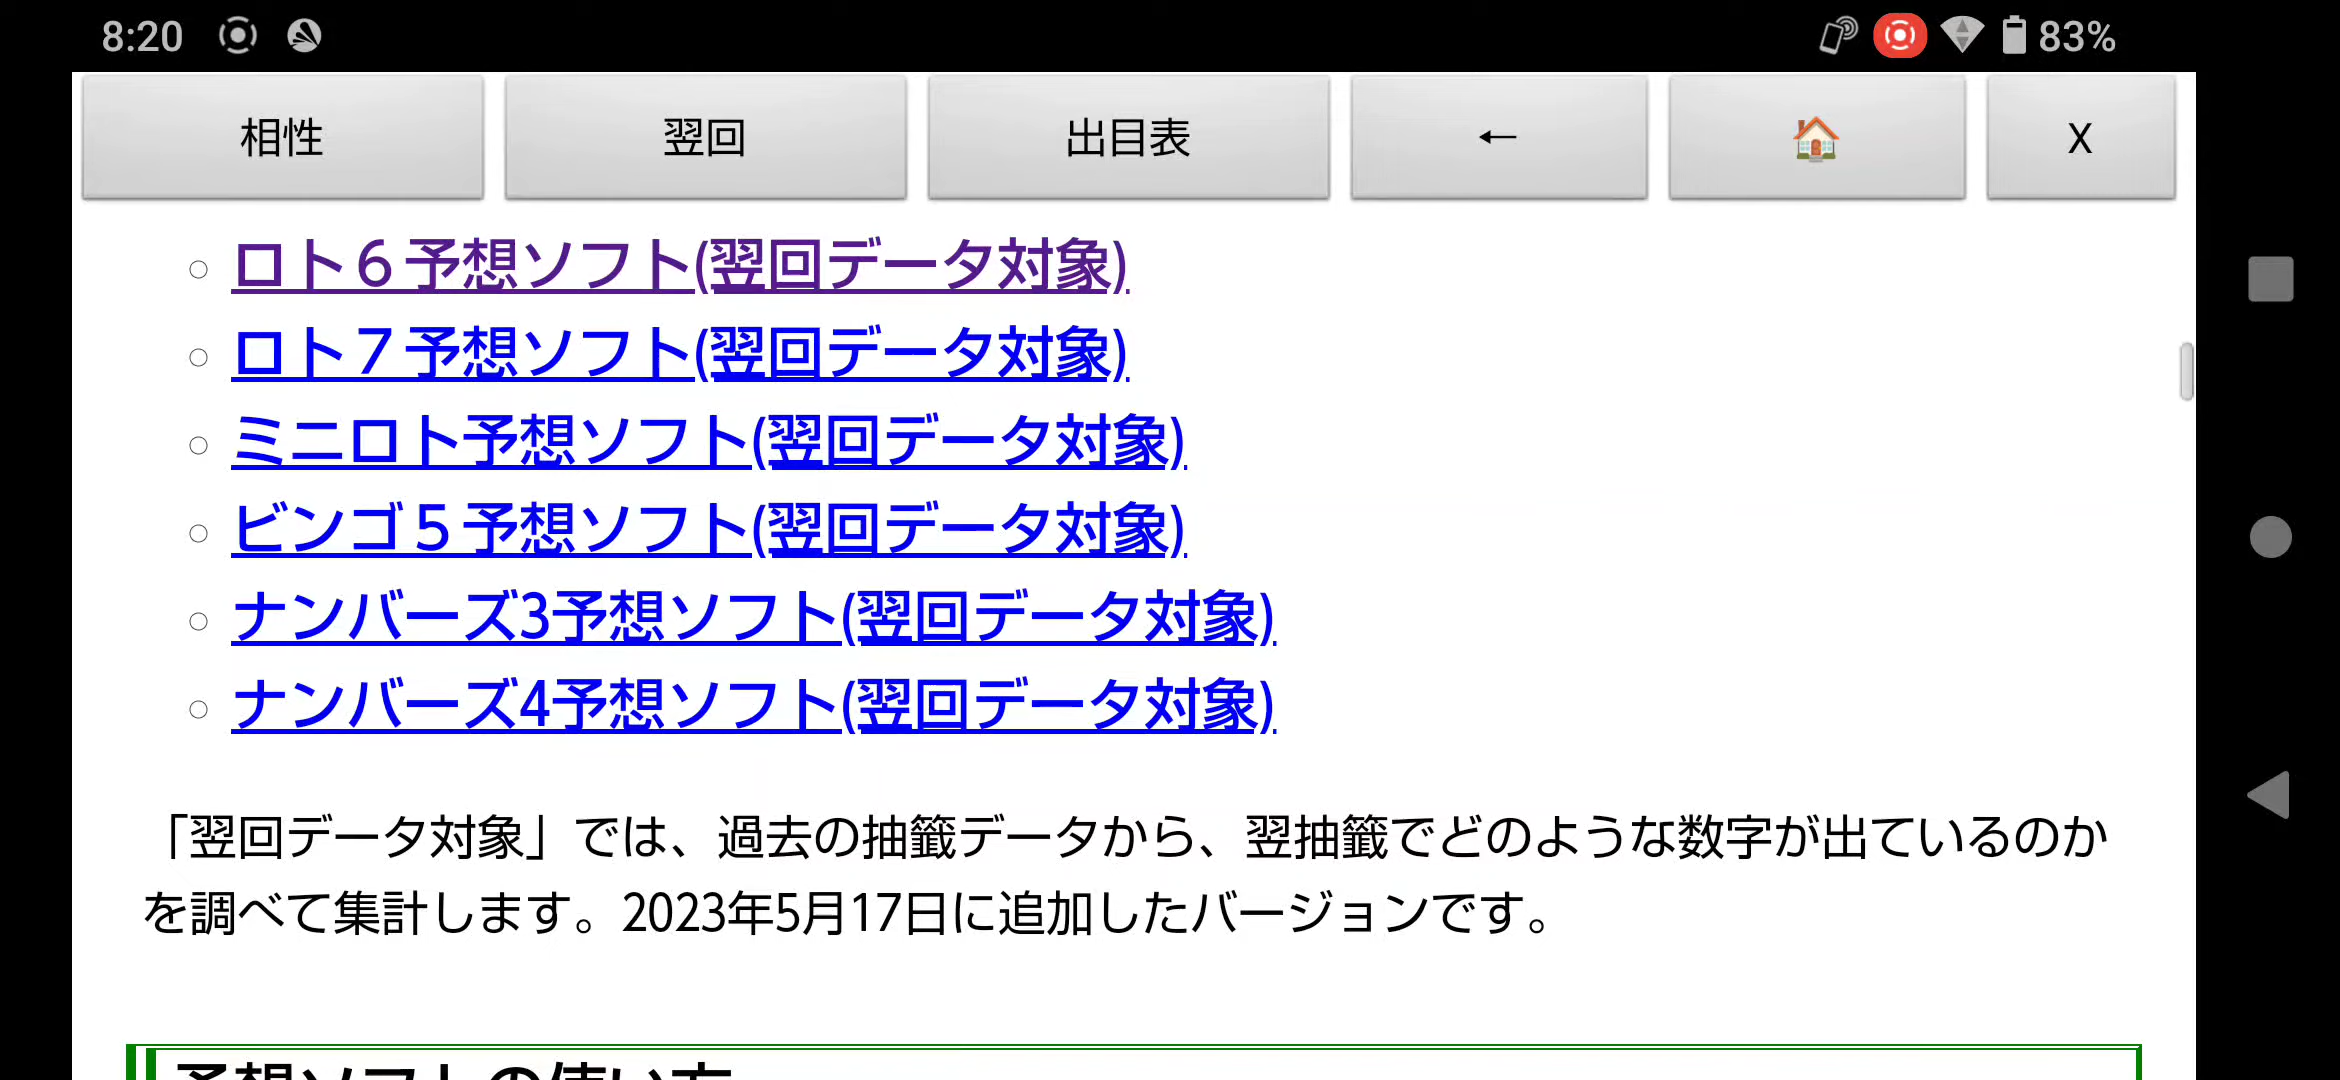 8:20
83%
相性
翌回
出目表
←
X
ロト６予想ソフト(翌回データ対象)
ロト７予想ソフト(翌回データ対象)
ミニロト予想ソフト(翌回データ対象)
ビンゴ５予想ソフト(翌回データ対象)
ナンバーズ3予想ソフト(翌回データ対象)
ナンバーズ4予想ソフト(翌回データ対象)
「翌回データ対象」では、過去の抽籤データから、翌抽籤でどのような数字が出ているのか
を調べて集計します。2023年5月17日に追加したバージョンです。
予想ソフトの使い方